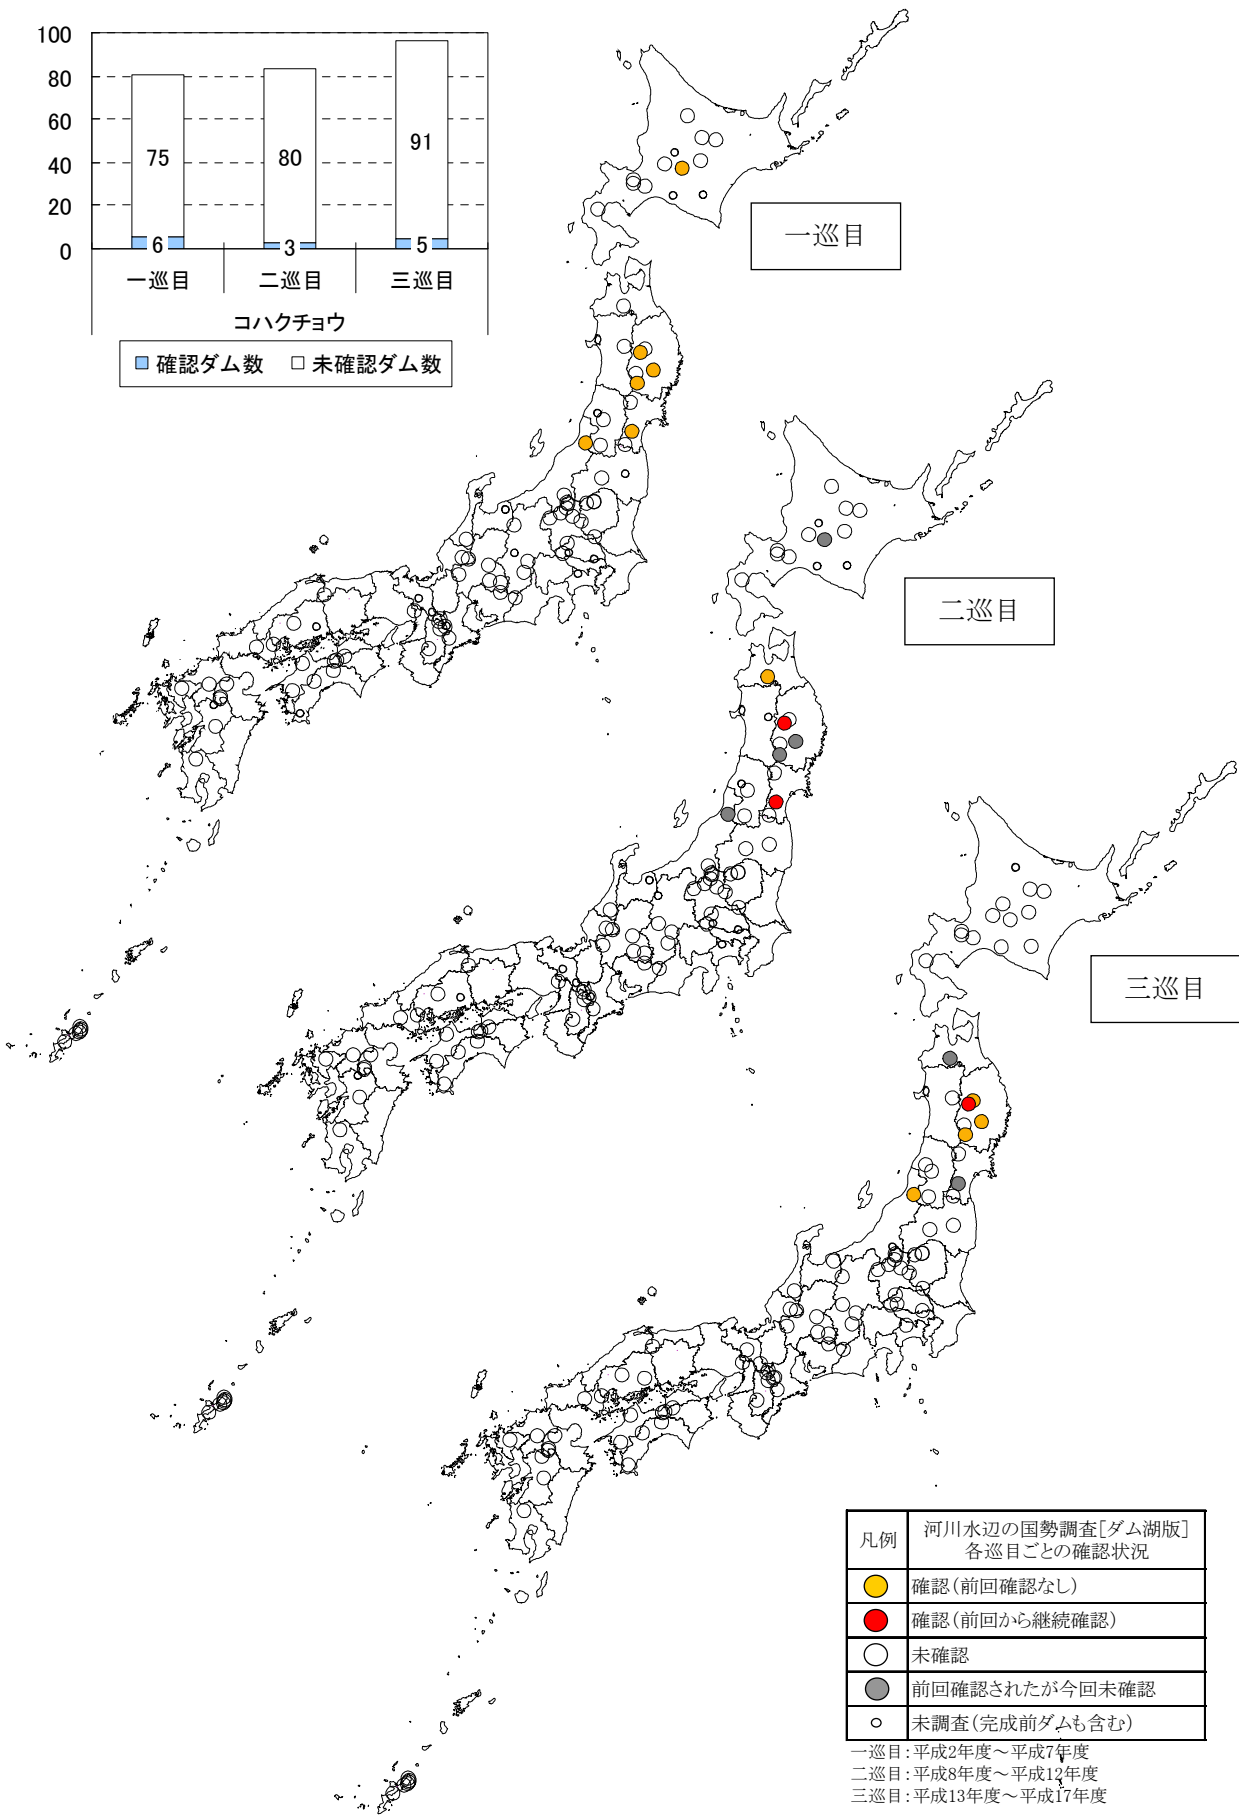 100
80
60
40
20
0
75
80
91
6
3
5
一巡目
二巡目
三巡目
コハクチョウ
確認ダム数
未確認ダム数
一巡目
二巡目
三巡目
凡例
河川水辺の国勢調査[ダム湖版]
各巡目ごとの確認状況
確認(前回確認なし)
確認(前回から継続確認)
未確認
前回確認されたが今回未確認
未調査(完成前ダムも含む)
一巡目:平成2年度～平成7年度
二巡目:平成8年度～平成12年度
三巡目:平成13年度～平成17年度